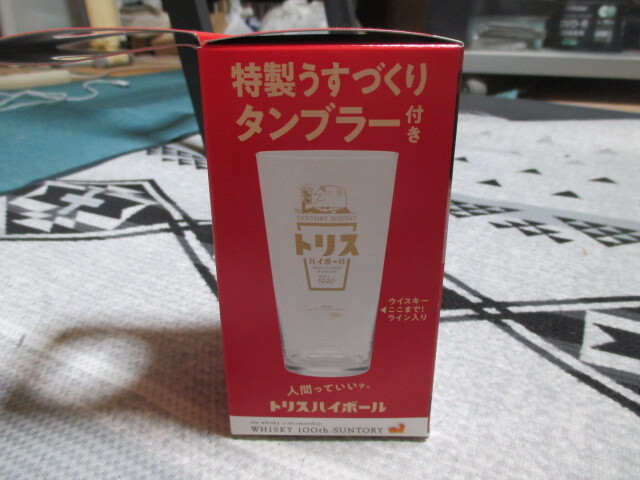 特製うすづくり
タンブラー付き
SUNTORY WHISKY
トリス
ハイボール
1946
ウイスキー
ここまで!
ライン入り
人間っていいナ。
トリスハイボール
the whisky craftsmanship
WHISKY 100th SUNTORY